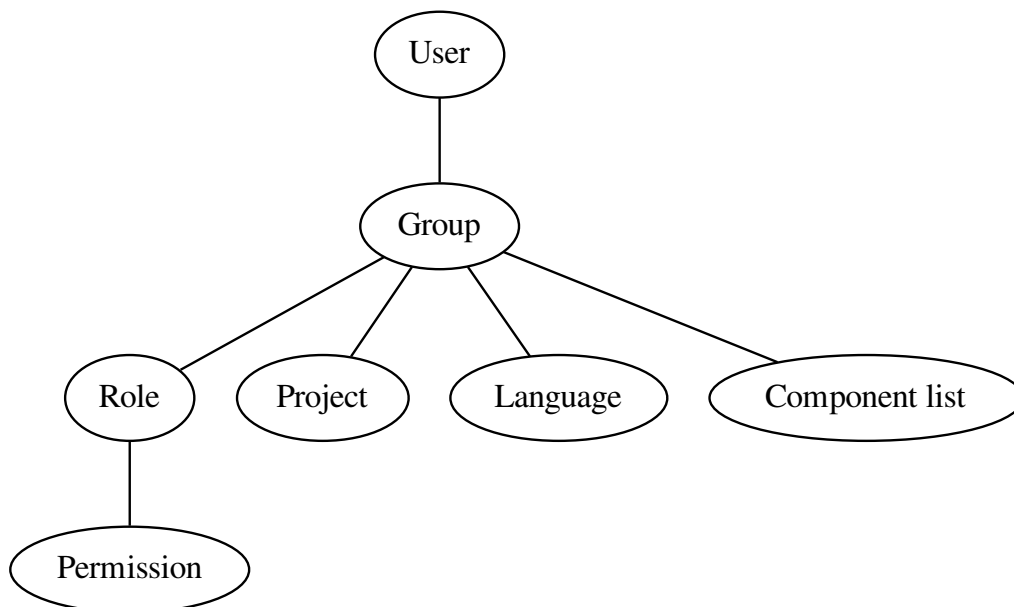 User
Group
Role
Project
Language
Component list
Permission